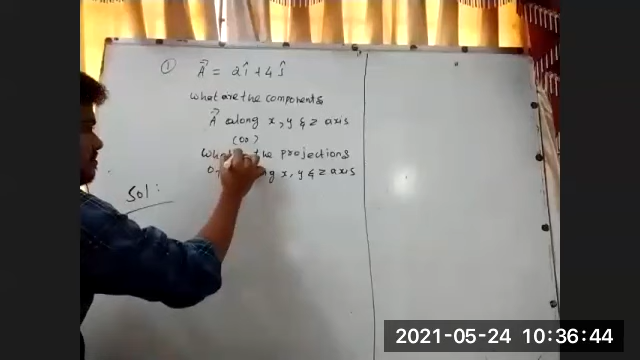 ① A⃗ = 2î + 4ĵ
what are the components
A⃗ along x, y & z axis
(or)
the projections
x, y & z axis
Sol:
2021-05-24 10:36:44